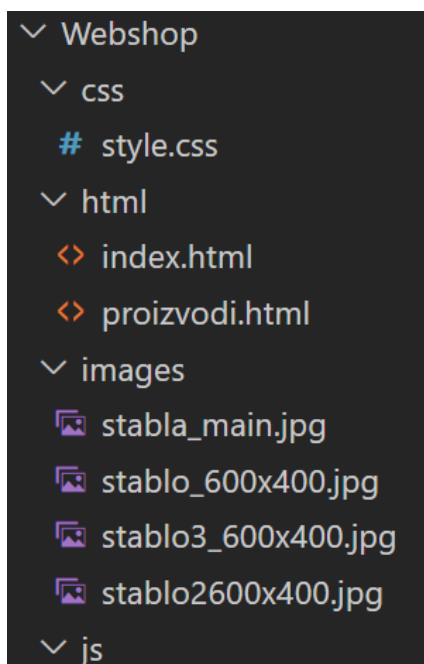 Webshop
css
# style.css
html
<> index.html
<> proizvodi.html
images
stabla_main.jpg
stablo_600x400.jpg
stablo3_600x400.jpg
stablo2600x400.jpg
js